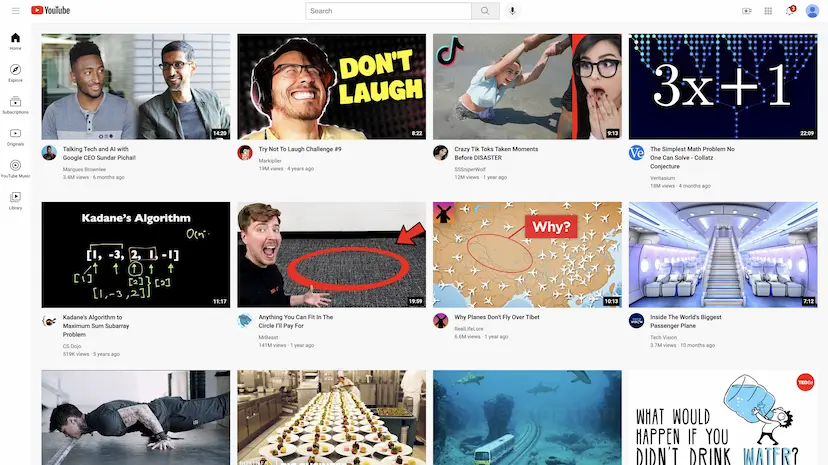 YouTube
Search
3
Home
Explore
Subscriptions
Originals
YouTube Music
Library
14:20
Talking Tech and AI with
Google CEO Sundar Pichai!
Marques Brownlee
3.4M views · 6 months ago
DON'T
LAUGH
8:22
Try Not To Laugh Challenge #9
Markiplier
19M views · 4 years ago
9:13
Crazy Tik Toks Taken Moments
Before DISASTER
SSSniperWolf
12M views · 1 year ago
3x+1
22:09
Ve
The Simplest Math Problem No
One Can Solve - Collatz
Conjecture
Veritasium
18M views · 4 months ago
Kadane's Algorithm
[1, -3, 2, 1, -1]
[1]
[2]
[2]
[1,-3,2]
11:17
Kadane's Algorithm to
Maximum Sum Subarray
Problem
CS Dojo
519K views · 5 years ago
19:59
Anything You Can Fit In The
Circle I'll Pay For
MrBeast
141M views · 1 year ago
Why?
10:13
Why Planes Don't Fly Over Tibet
RealLifeLore
6.6M views · 1 year ago
7:12
Inside The World's Biggest
Passenger Plane
Tech Vision
3.7M views · 10 months ago
WHAT WOULD
HAPPEN IF YOU
DIDN'T DRINK WATER?